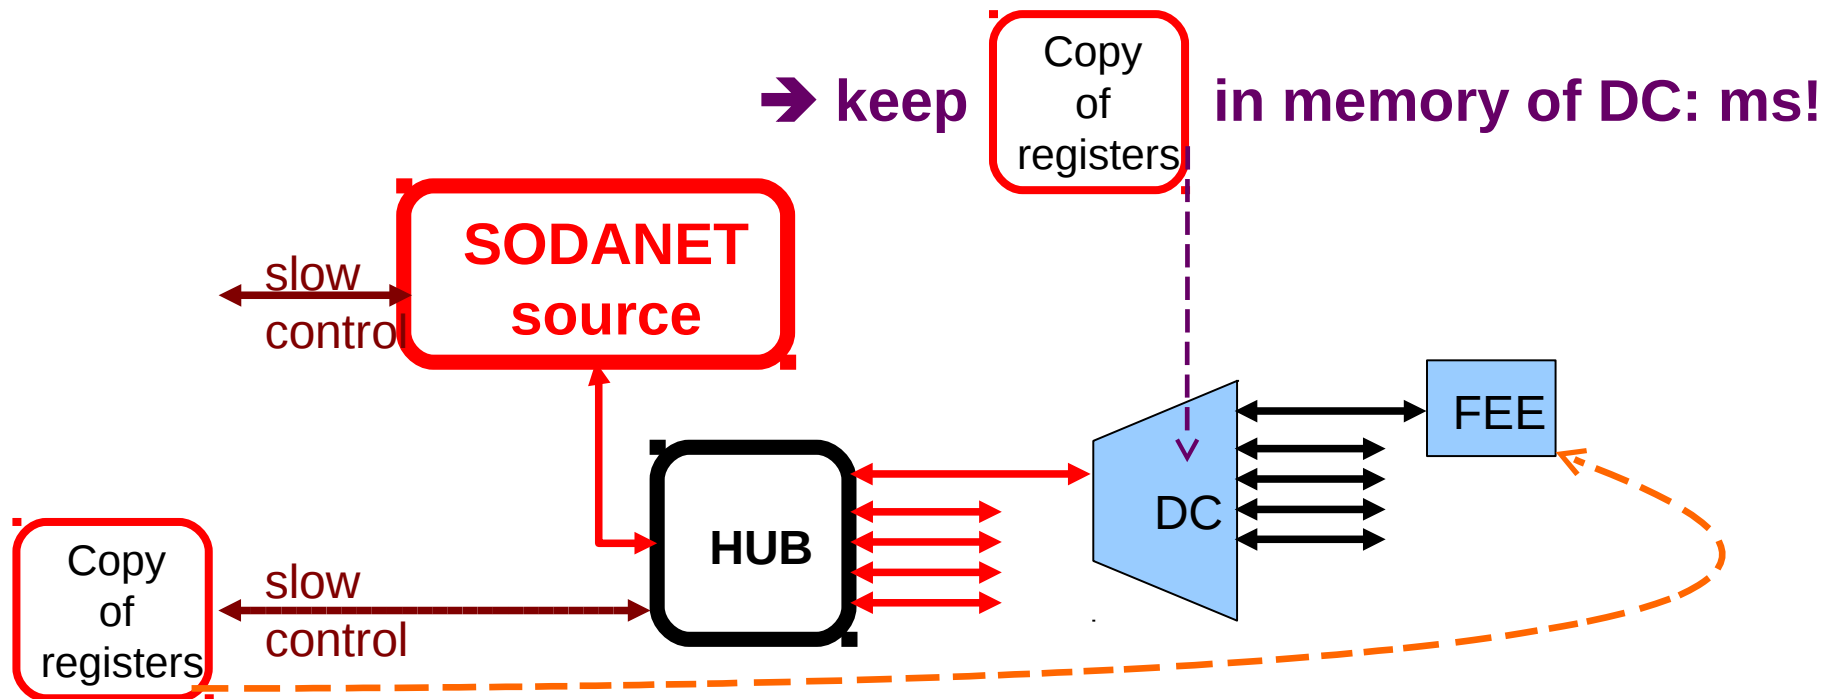 Copy
of
registers
➔ keep in memory of DC: ms!
SODANET
source
slow
control
FEE
DC
HUB
Copy
of
registers
slow
control